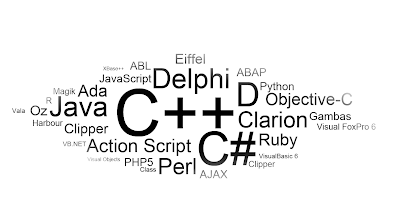 Eiffel
XBase++ ABL
ABAP
JavaScript Delphi
Magik Ada
D Python
R
Objective-C
Vala Oz Java C++
Clarion Gambas
Harbour Clipper
Visual FoxPro 6
VB.NET Action Script C# Ruby
Visual Objects PHP5 Perl
VisualBasic 6
Class
Clipper
AJAX